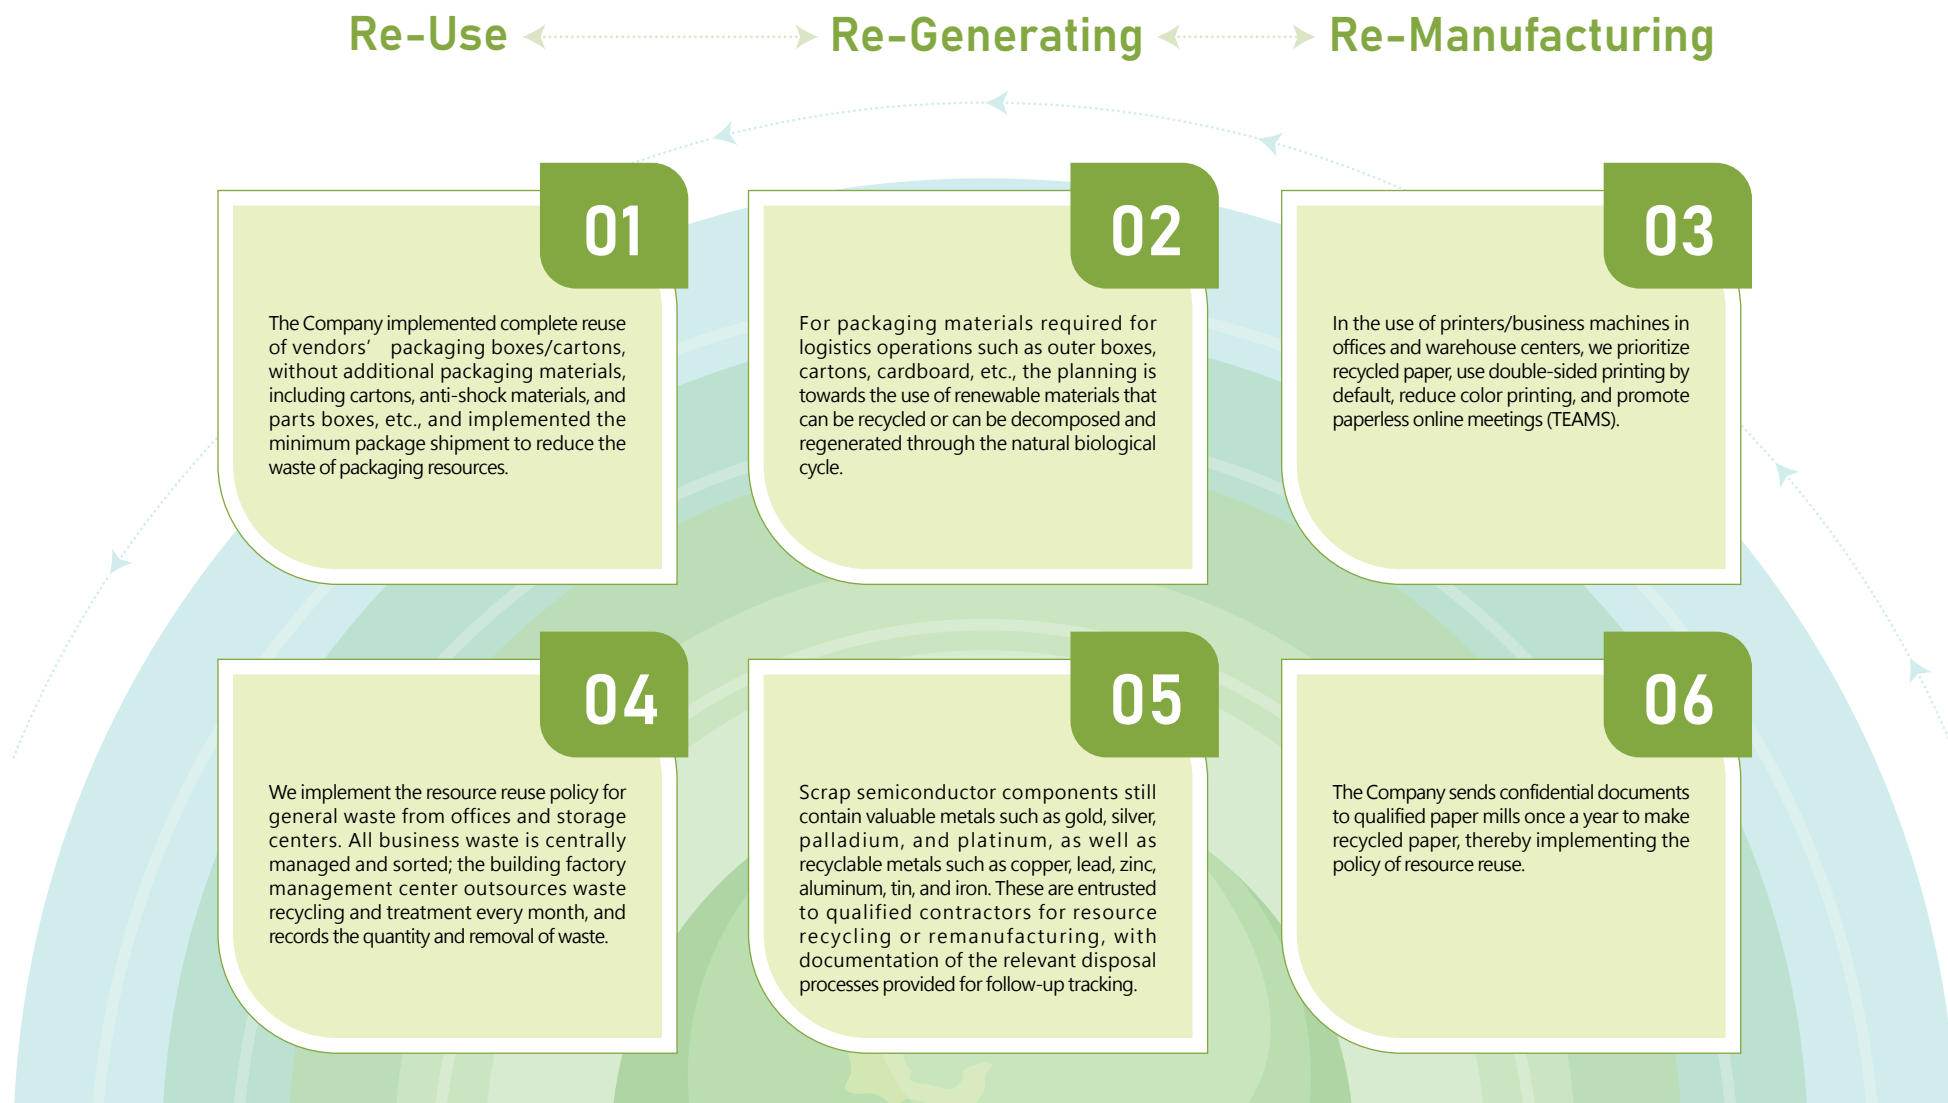 Re-Use Re-Generating Re-Manufacturing
01
The Company implemented complete reuse
of vendors’ packaging boxes/cartons,
without additional packaging materials,
including cartons, anti-shock materials, and
parts boxes, etc., and implemented the
minimum package shipment to reduce the
waste of packaging resources.
02
For packaging materials required for
logistics operations such as outer boxes,
cartons, cardboard, etc., the planning is
towards the use of renewable materials that
can be recycled or can be decomposed and
regenerated through the natural biological
cycle.
03
In the use of printers/business machines in
offices and warehouse centers, we prioritize
recycled paper, use double-sided printing by
default, reduce color printing, and promote
paperless online meetings (TEAMS).
04
We implement the resource reuse policy for
general waste from offices and storage
centers. All business waste is centrally
managed and sorted; the building factory
management center outsources waste
recycling and treatment every month, and
records the quantity and removal of waste.
05
Scrap semiconductor components still
contain valuable metals such as gold, silver,
palladium, and platinum, as well as
recyclable metals such as copper, lead, zinc,
aluminum, tin, and iron. These are entrusted
to qualified contractors for resource
recycling or remanufacturing, with
documentation of the relevant disposal
processes provided for follow-up tracking.
06
The Company sends confidential documents
to qualified paper mills once a year to make
recycled paper, thereby implementing the
policy of resource reuse.